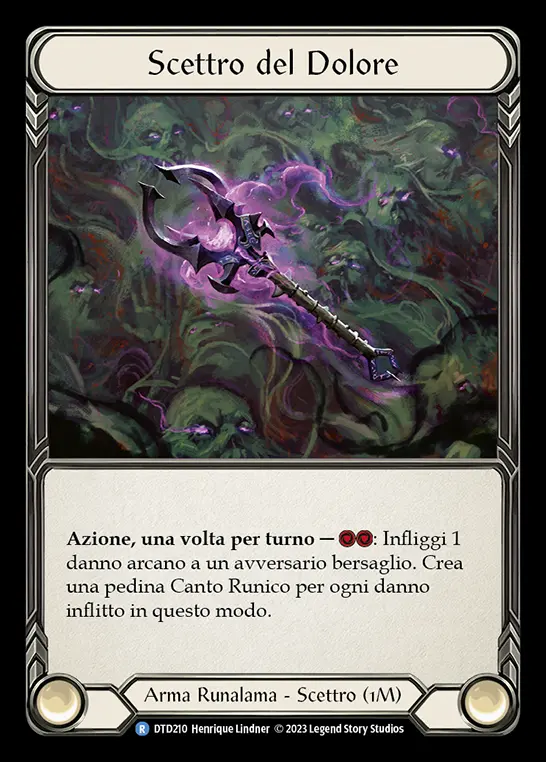 Scettro del Dolore
Azione, una volta per turno — : Infliggi 1
danno arcano a un avversario bersaglio. Crea
una pedina Canto Runico per ogni danno
inflitto in questo modo.
Arma Runalama - Scettro (1M)
R DTD210 Henrique Lindner © 2023 Legend Story Studios